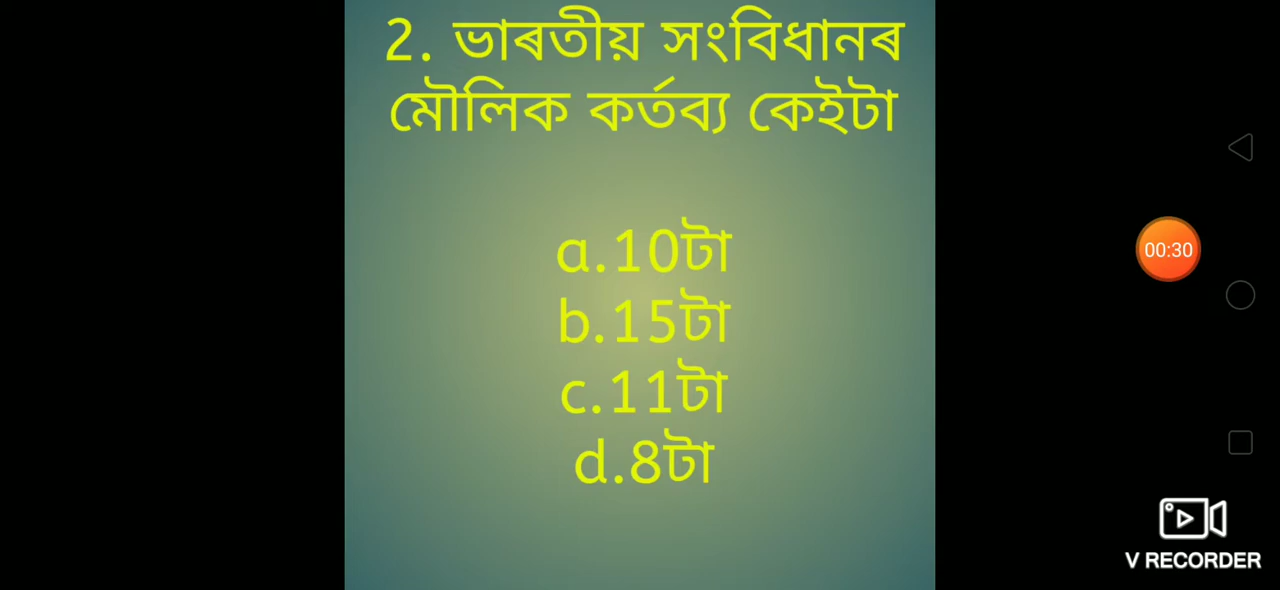 2. ভাৰতীয় সংবিধানৰ
মৌলিক কৰ্তব্য কেইটা
a.10টা
b.15টা
c.11টা
d.8টা
00:30
V RECORDER